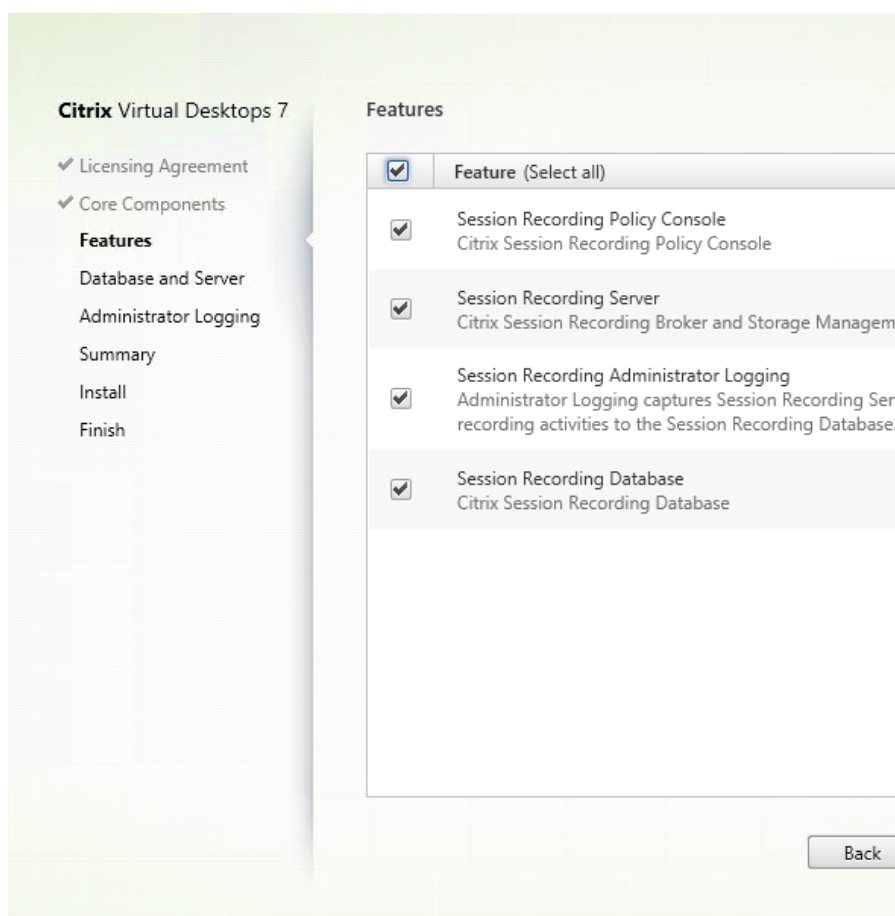 Citrix Virtual Desktops 7
Licensing Agreement
Core Components
Features
Database and Server
Administrator Logging
Summary
Install
Finish
Features
Feature (Select all)
Session Recording Policy Console
Citrix Session Recording Policy Console
Session Recording Server
Citrix Session Recording Broker and Storage
Session Recording Administrator Logging
Administrator Logging captures Session Recording
recording activities to the Session Recording Database.
Session Recording Database
Citrix Session Recording Database
Back